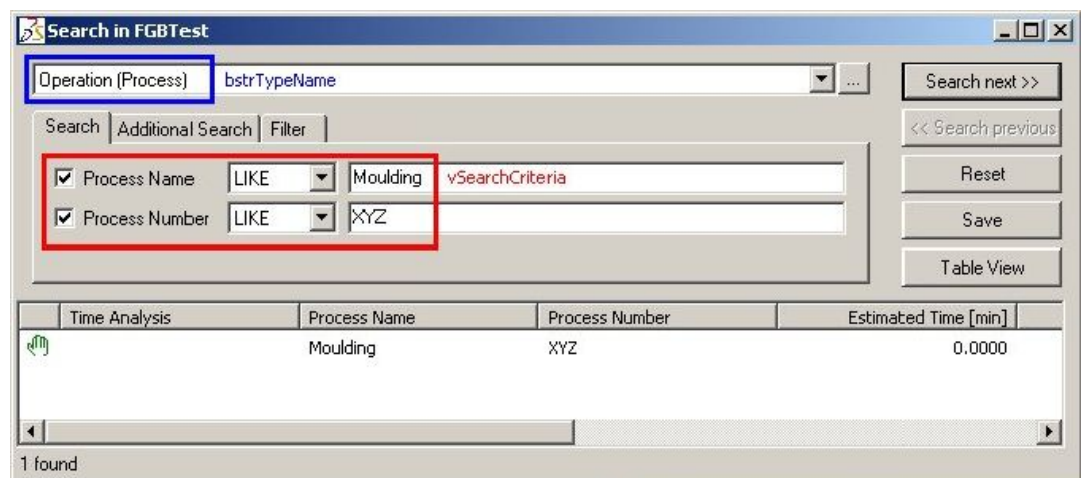 Search in FGBTest
Operation (Process) bstrTypeName ...
Search next >>
Search Additional Search Filter
<< Search previous
Process Name LIKE Moulding vSearchCriteria
Reset
Process Number LIKE XYZ
Save
Table View
Time Analysis Process Name Process Number Estimated Time [min]
Moulding XYZ 0.0000
1 found